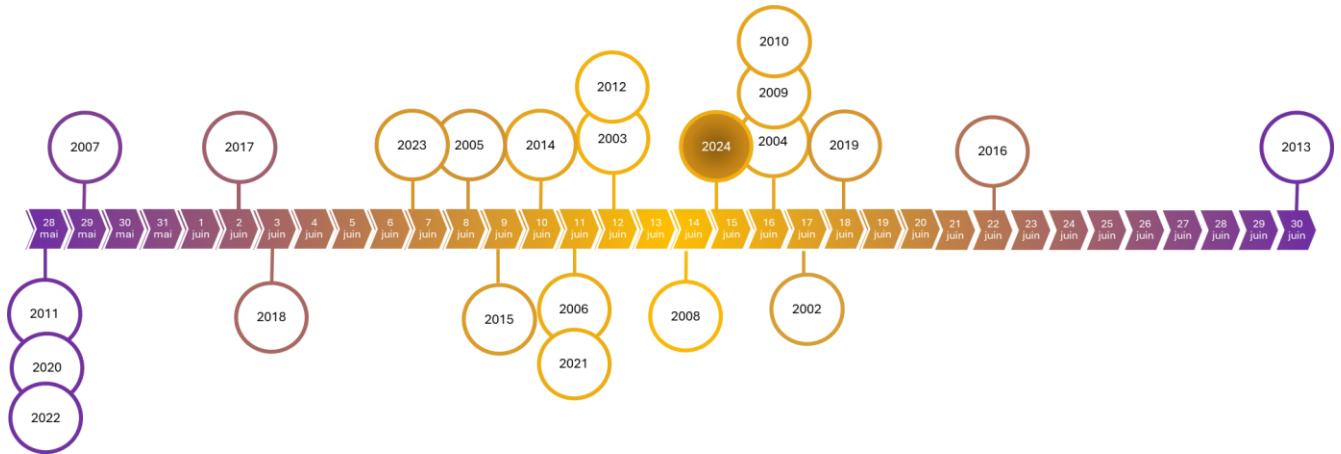 2010
2012
2009
2007
2017
2023
2005
2014
2003
2024
2004
2019
2016
2013
28 mai
29 mai
30 mai
31 mai
1 juin
2 juin
3 juin
4 juin
5 juin
6 juin
7 juin
8 juin
9 juin
10 juin
11 juin
12 juin
13 juin
14 juin
15 juin
16 juin
17 juin
18 juin
19 juin
20 juin
21 juin
22 juin
23 juin
24 juin
25 juin
26 juin
27 juin
28 juin
29 juin
30 juin
2011
2018
2015
2006
2008
2002
2020
2021
2022